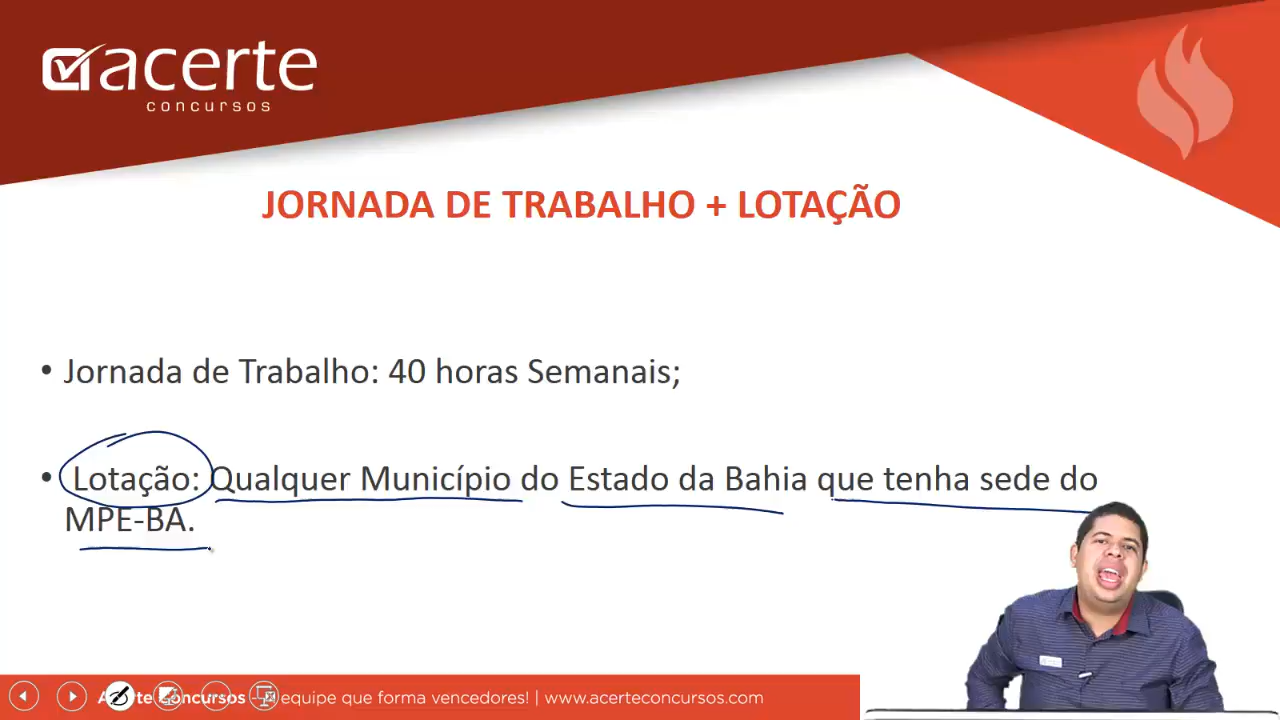 acerte
concursos
JORNADA DE TRABALHO + LOTAÇÃO
• Jornada de Trabalho: 40 horas Semanais;
• Lotação: Qualquer Município do Estado da Bahia que tenha sede do
MPE-BA.
Concursos equipe que forma vencedores! | www.acerteconcursos.com